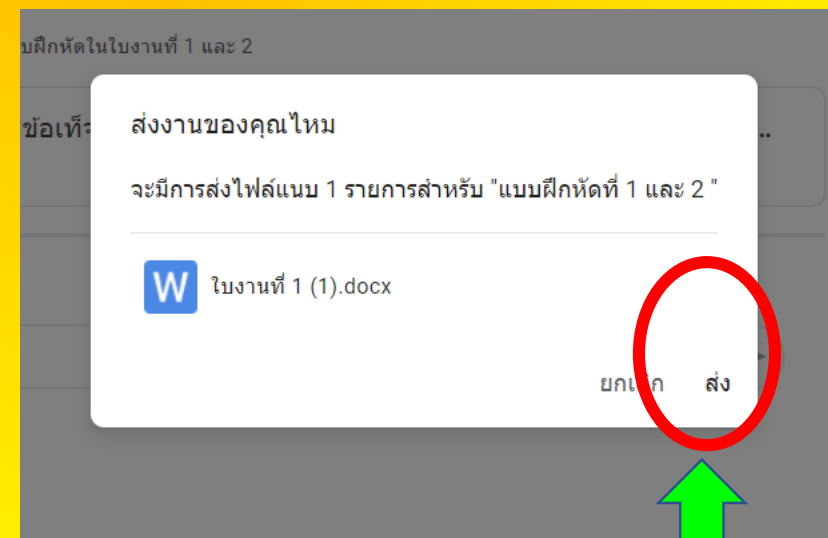 บฝึกหัดในใบงานที่ 1 และ 2
ข้อเท็จ ..
ส่งงานของคุณไหม
จะมีการส่งไฟล์แนบ 1 รายการสำหรับ "แบบฝึกหัดที่ 1 และ 2 "
W ใบงานที่ 1 (1).docx
ยกเลิก ส่ง